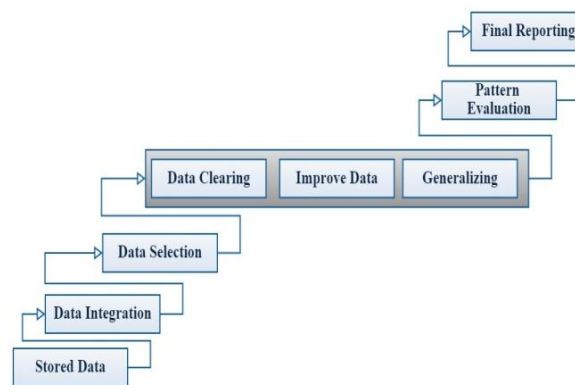 Final Reporting
Pattern
Evaluation
Data Clearing
Improve Data
Generalizing
Data Selection
Data Integration
Stored Data